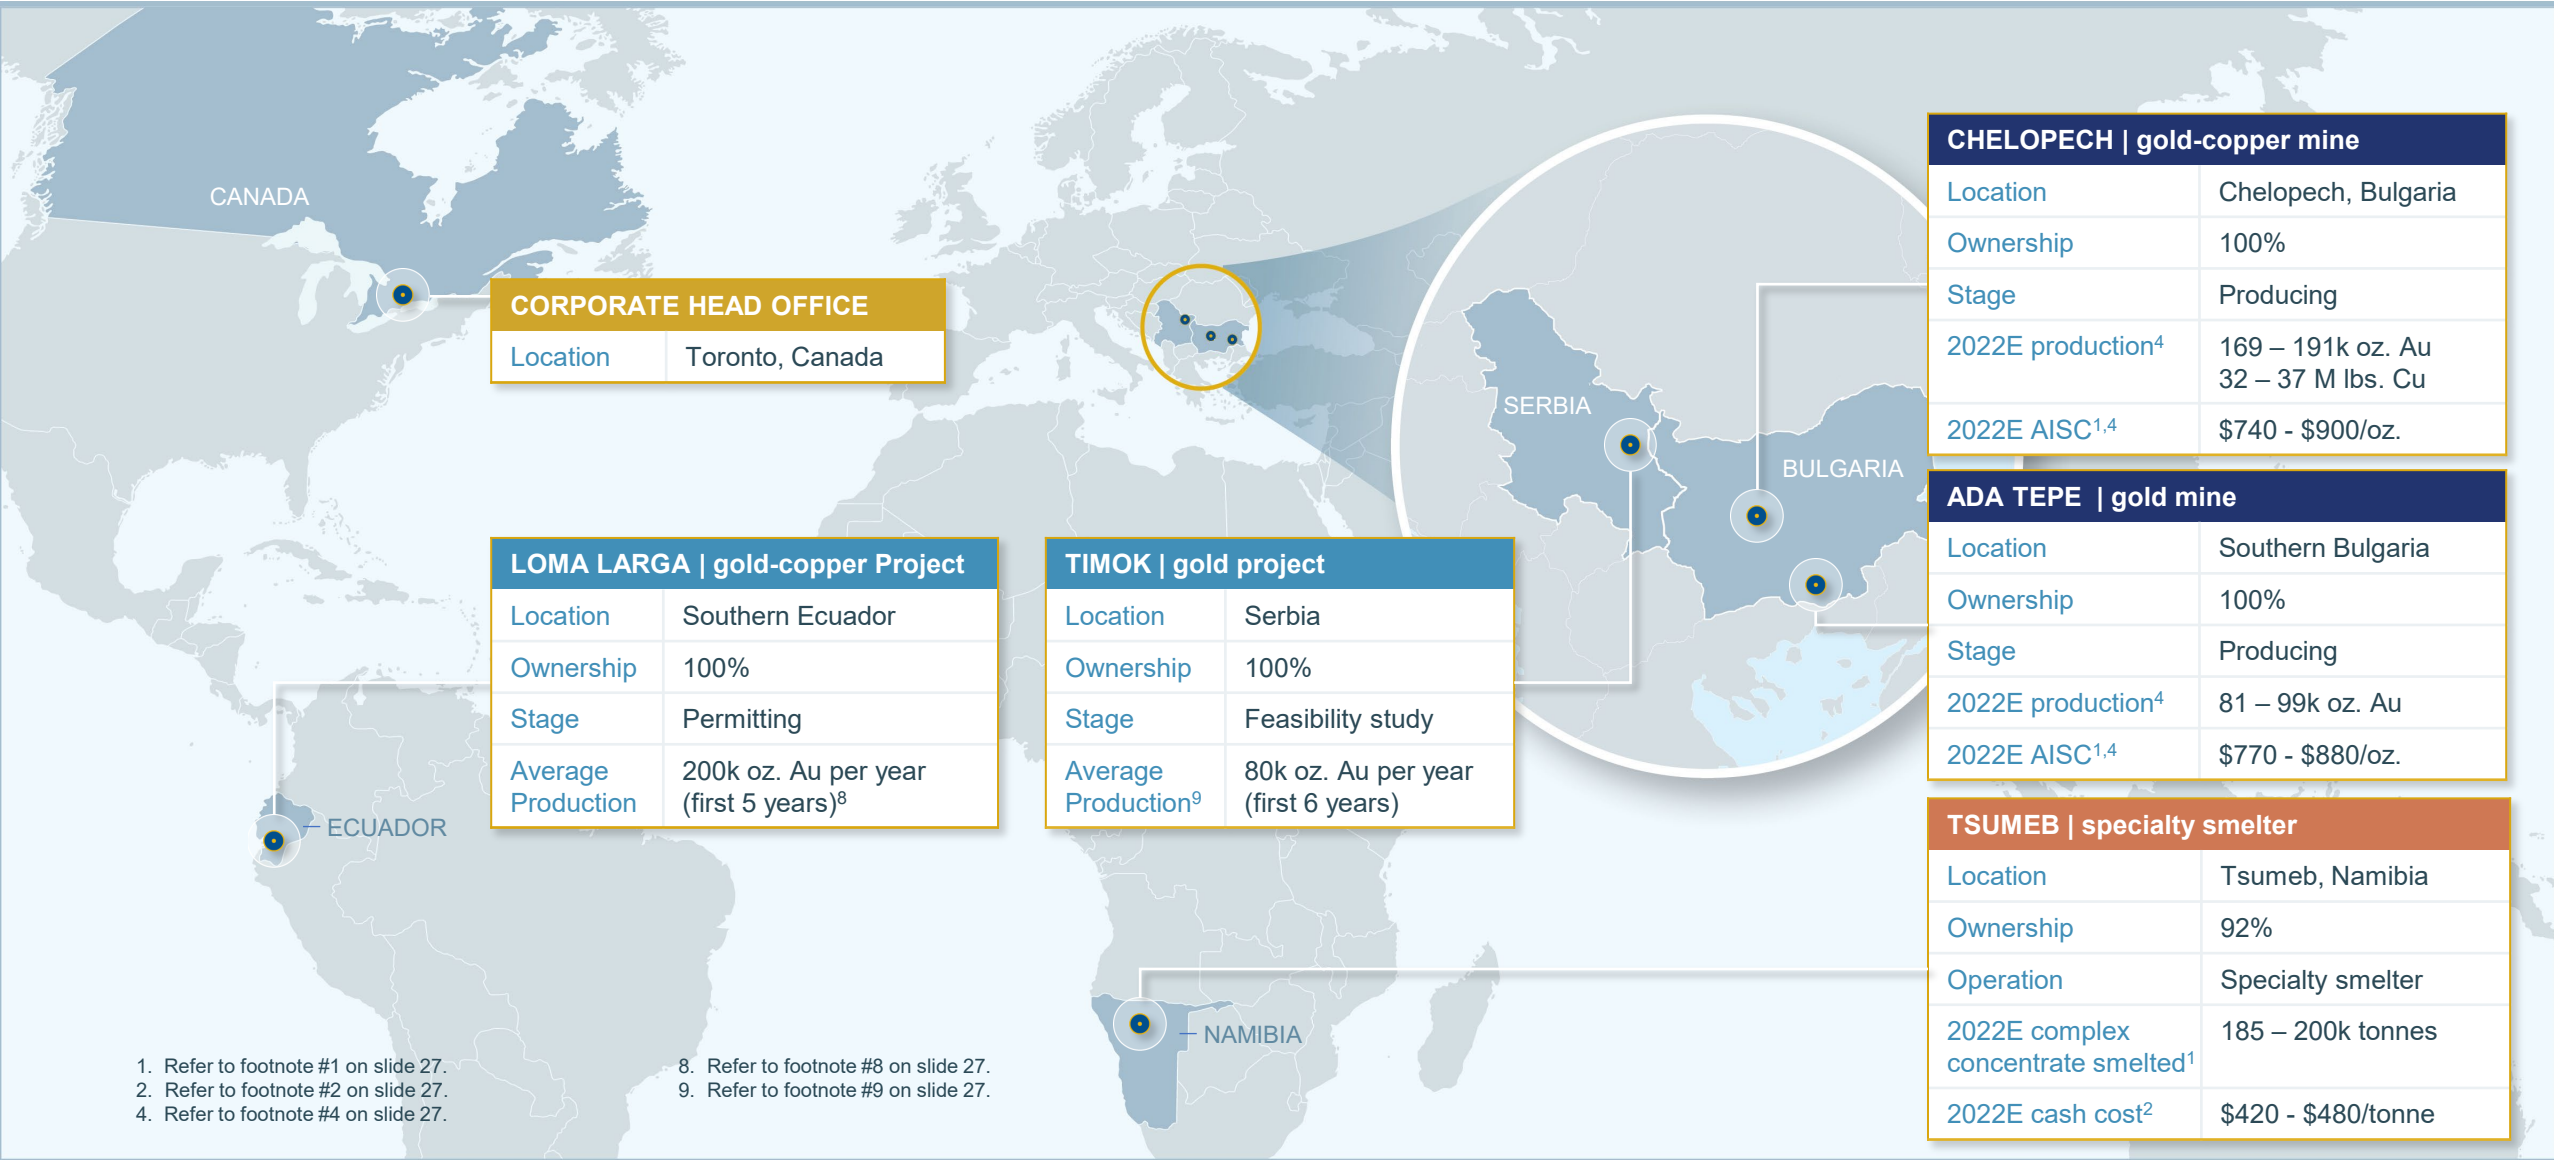 CANADA
CORPORATE HEAD OFFICE
Location Toronto, Canada
SERBIA
BULGARIA
CHELOPECH | gold-copper mine
Location Chelopech, Bulgaria
Ownership 100%
Stage Producing
2022E production4 169 – 191k oz. Au
32 – 37 M lbs. Cu
2022E AISC1,4 $740 - $900/oz.
ADA TEPE | gold mine
Location Southern Bulgaria
Ownership 100%
Stage Producing
2022E production4 81 – 99k oz. Au
2022E AISC1,4 $770 - $880/oz.
LOMA LARGA | gold-copper Project
Location Southern Ecuador
Ownership 100%
Stage Permitting
Average 200k oz. Au per year
Production (first 5 years)8
TIMOK | gold project
Location Serbia
Ownership 100%
Stage Feasibility study
Average 80k oz. Au per year
Production9 (first 6 years)
ECUADOR
TSUMEB | specialty smelter
Location Tsumeb, Namibia
Ownership 92%
Operation Specialty smelter
2022E complex 185 – 200k tonnes
concentrate smelted1
2022E cash cost2 $420 - $480/tonne
NAMIBIA
1. Refer to footnote #1 on slide 27.
2. Refer to footnote #2 on slide 27.
4. Refer to footnote #4 on slide 27.
8. Refer to footnote #8 on slide 27.
9. Refer to footnote #9 on slide 27.